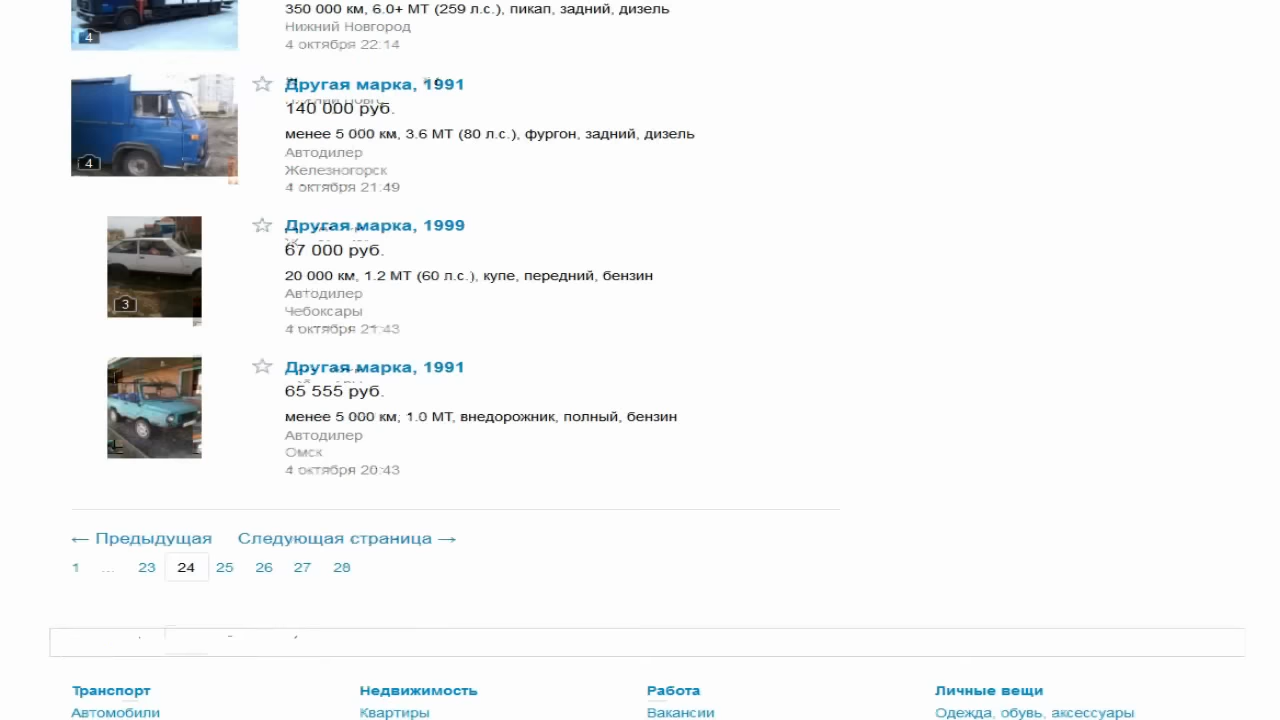 350 000 км, 6.0+ МТ (259 л.с.), пикап, задний, дизель
Нижний Новгород
4 октября 22:14
4
Другая марка, 1991
140 000 руб.
менее 5 000 км, 3.6 МТ (80 л.с.), фургон, задний, дизель
Автодилер
Железногорск
4 октября 21:49
4
Другая марка, 1999
67 000 руб.
20 000 км, 1.2 МТ (60 л.с.), купе, передний, бензин
Автодилер
Чебоксары
4 октября 21:43
3
Другая марка, 1991
65 555 руб.
менее 5 000 км, 1.0 МТ, внедорожник, полный, бензин
Автодилер
Омск
4 октября 20:43
← Предыдущая Следующая страница →
1 ... 23 24 25 26 27 28
Транспорт Недвижимость Работа Личные вещи
Автомобили Квартиры Вакансии Одежда, обувь, аксессуары